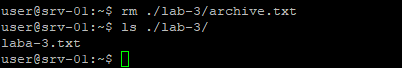 user@srv-01:~$ rm ./lab-3/archive.txt
user@srv-01:~$ ls ./lab-3/
laba-3.txt
user@srv-01:~$